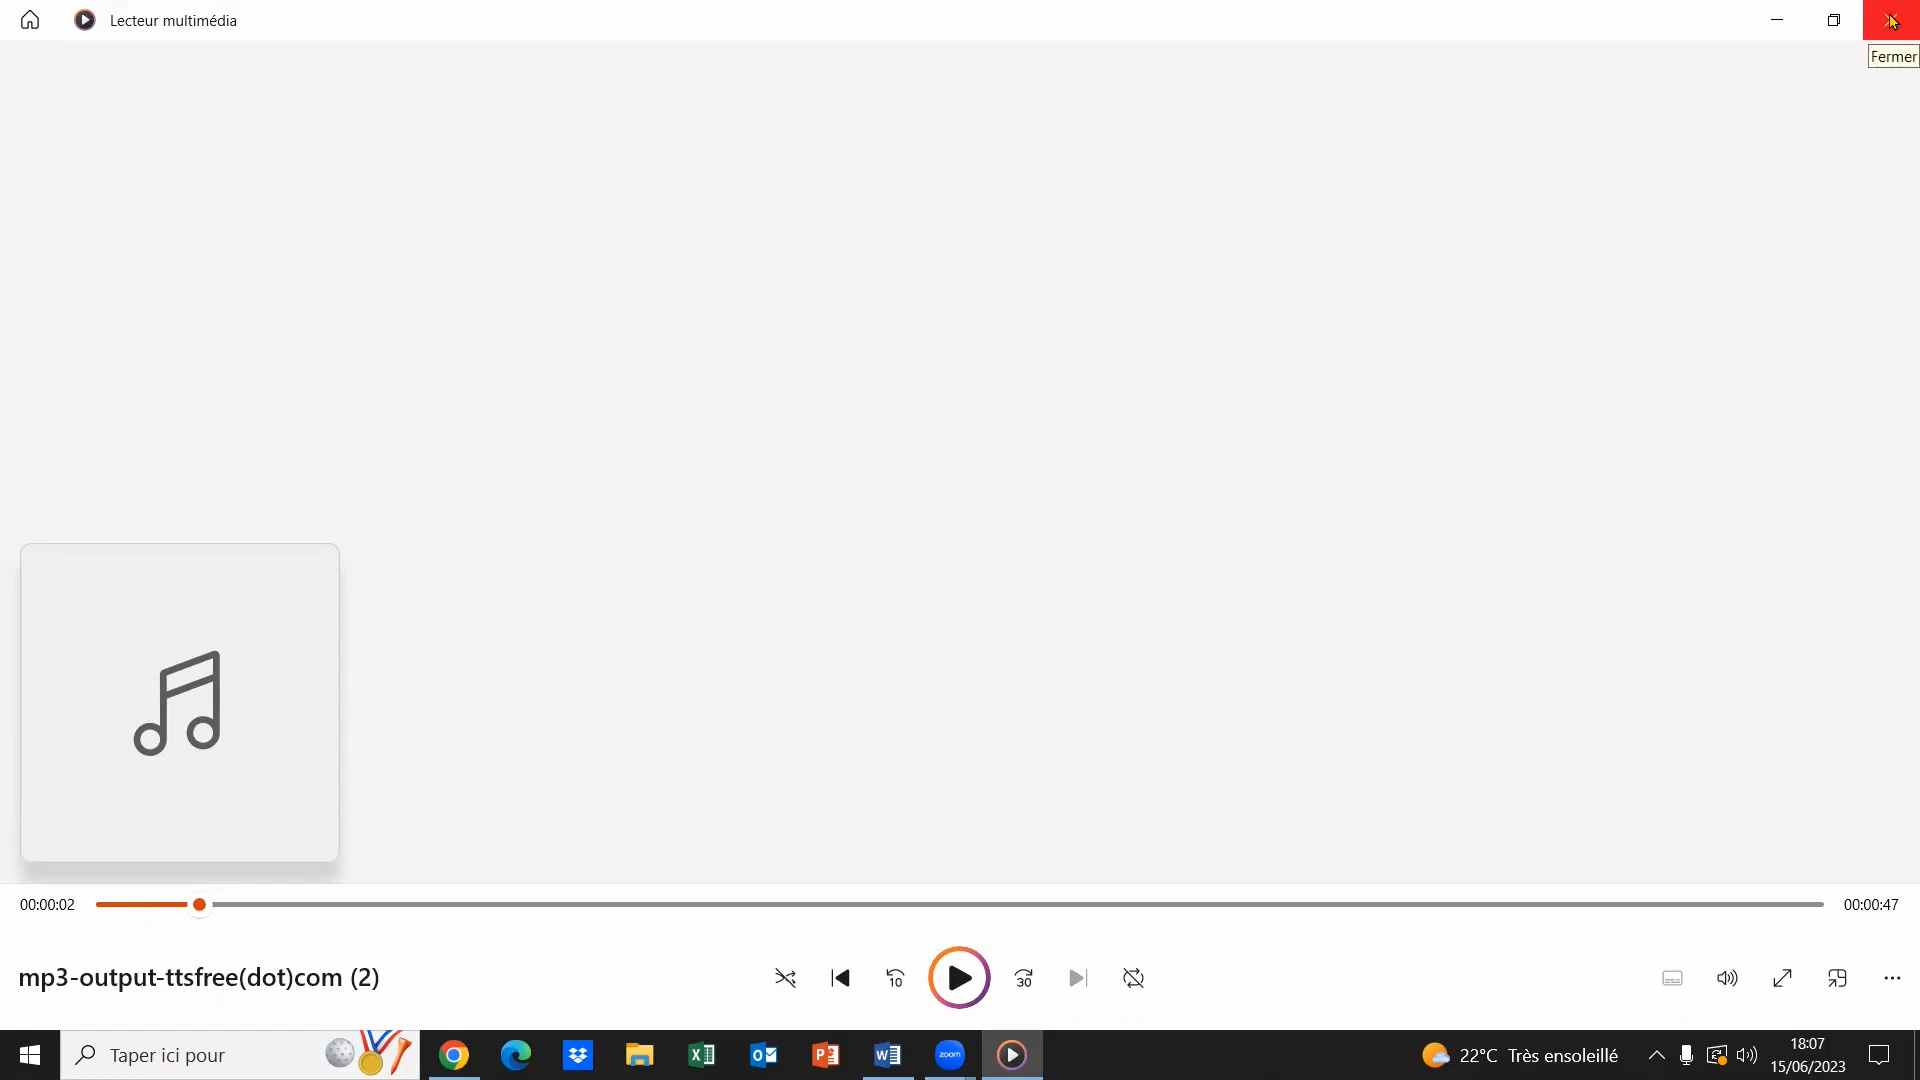 Lecteur multimédia
Fermer
00:00:02
00:00:47
mp3-output-ttsfree(dot)com (2)
10
30
Taper ici pour
zoom
22°C Très ensoleillé
18:07
15/06/2023